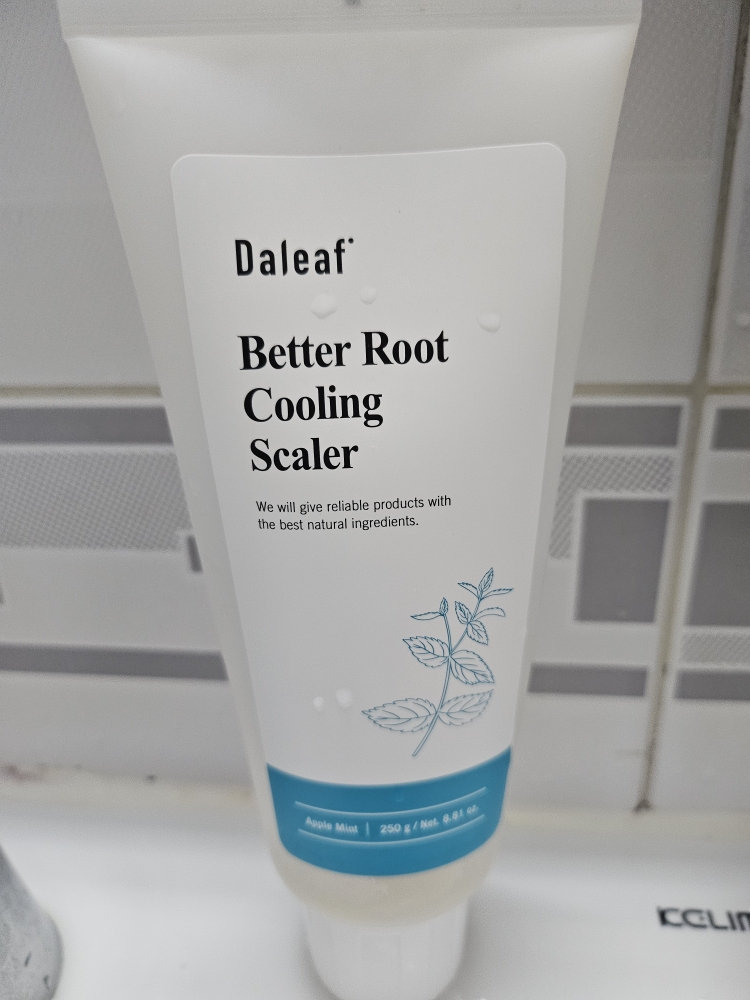 Daleaf
Better Root
Cooling
Scaler
We will give reliable products with
the best natural ingredients.
Apple Mint | 250 g / Net. 8.81 oz.